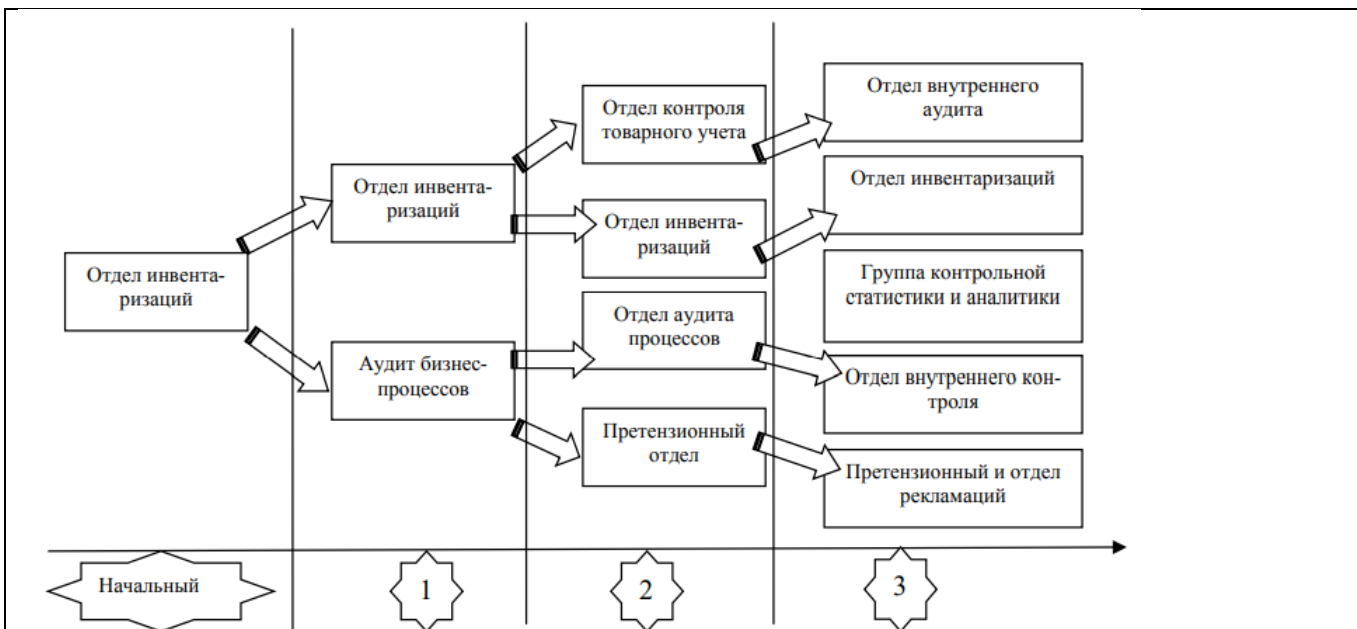 Отдел инвента-
ризаций
Отдел инвента-
ризаций
Аудит бизнес-
процессов
Отдел контроля
товарного учета
Отдел инвента-
ризаций
Отдел аудита
процессов
Претензионный
отдел
Отдел внутреннего
аудита
Отдел инвентаризаций
Группа контрольной
статистики и аналитики
Отдел внутреннего кон-
троля
Претензионный и отдел
рекламаций
Начальный
1
2
3